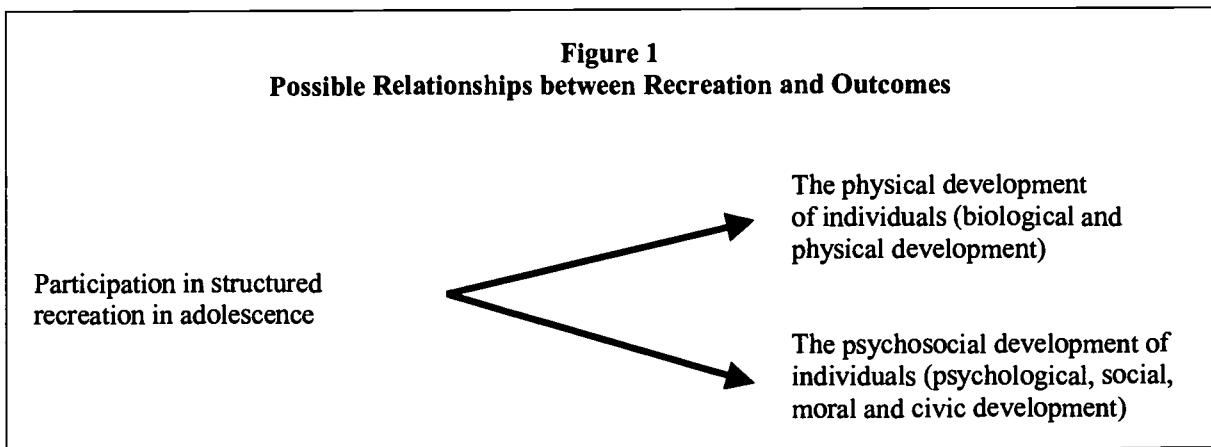 Figure 1
Possible Relationships between Recreation and Outcomes
The physical development
of individuals (biological and
physical development)
Participation in structured
recreation in adolescence
The psychosocial development of
individuals (psychological, social,
moral and civic development)